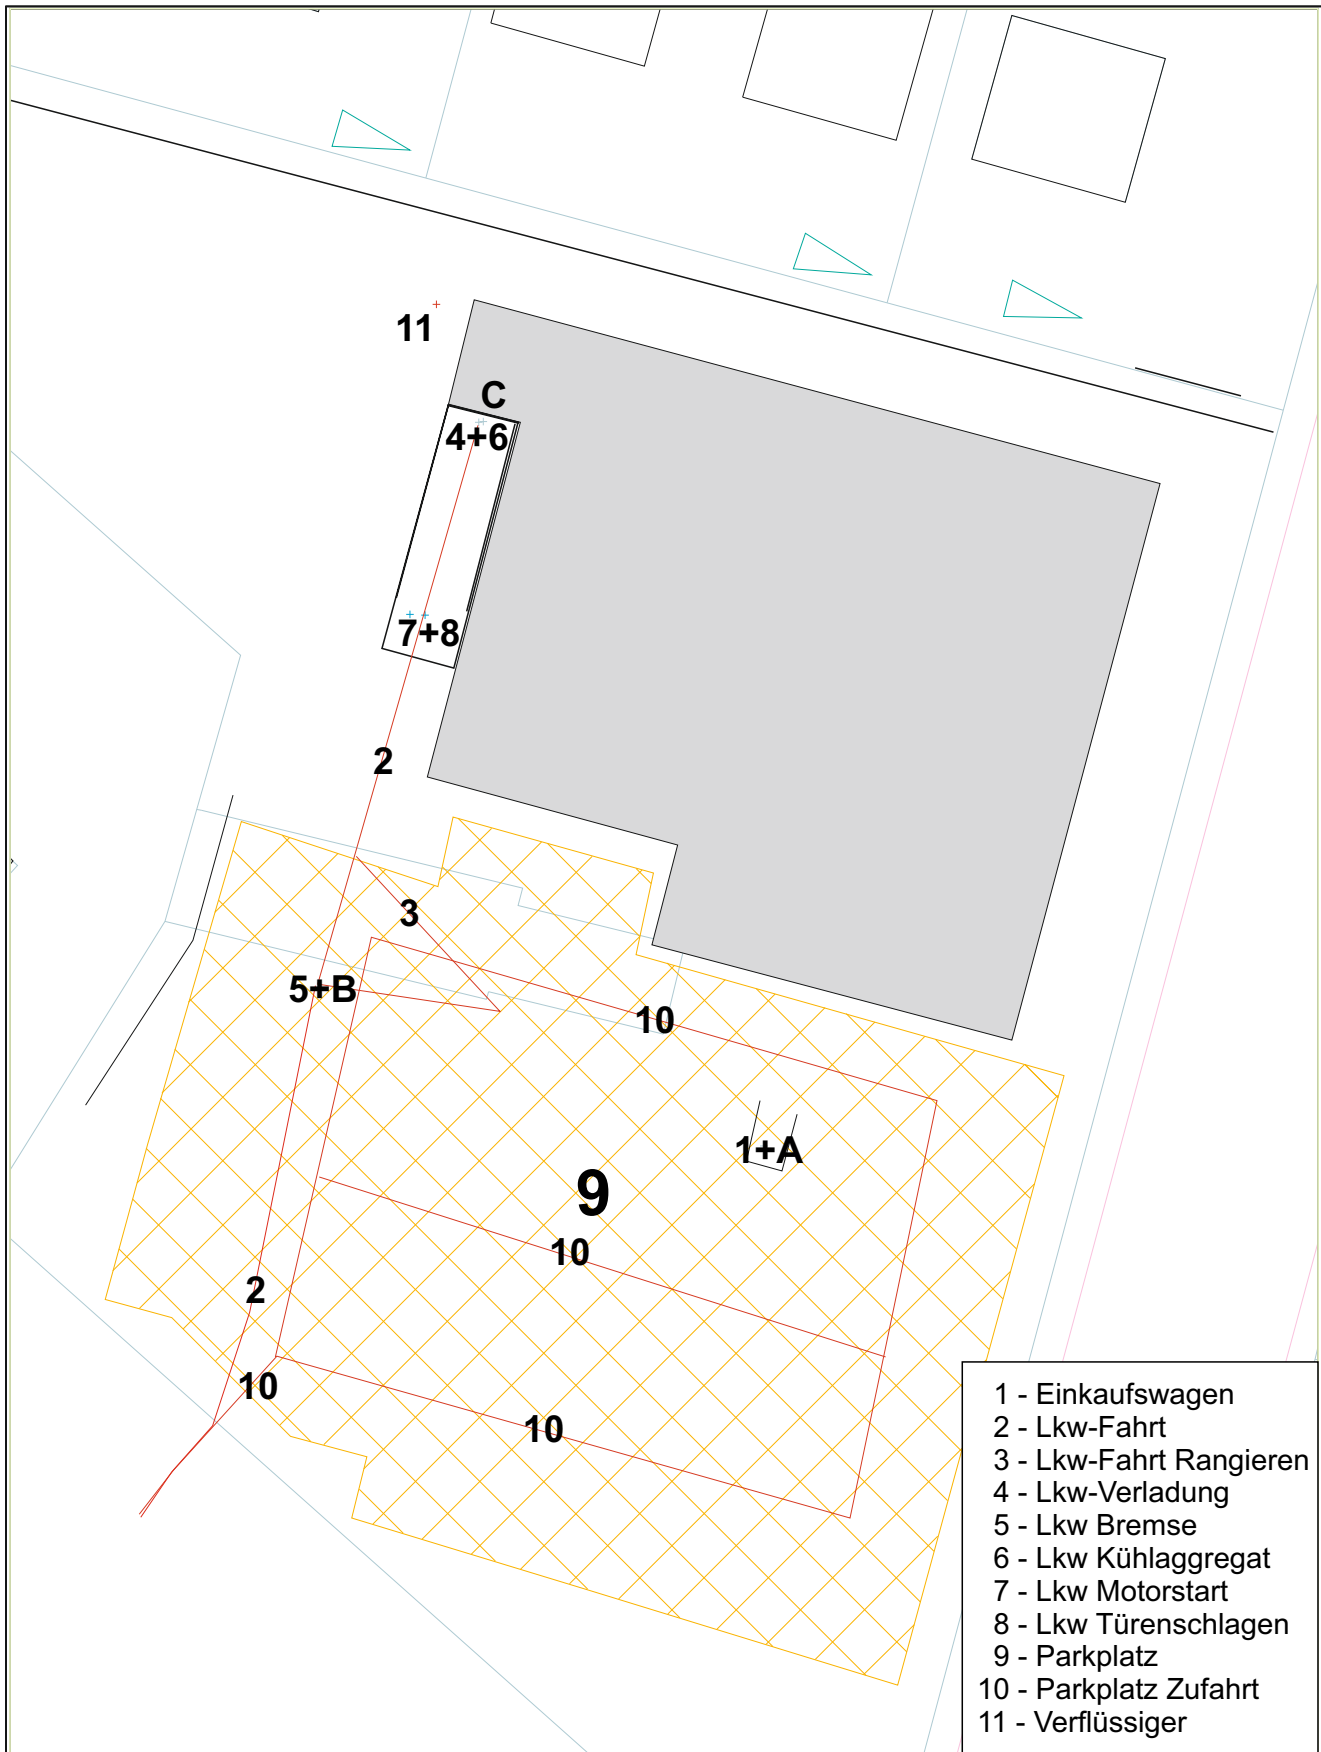 11
C
4+6
7+8
2
3
5+B
10
1+A
9
10
2
10
10
1 - Einkaufswagen
2 - Lkw-Fahrt
3 - Lkw-Fahrt Rangieren
4 - Lkw-Verladung
5 - Lkw Bremse
6 - Lkw Kühlaggregat
7 - Lkw Motorstart
8 - Lkw Türenschlagen
9 - Parkplatz
10 - Parkplatz Zufahrt
11 - Verflüssiger